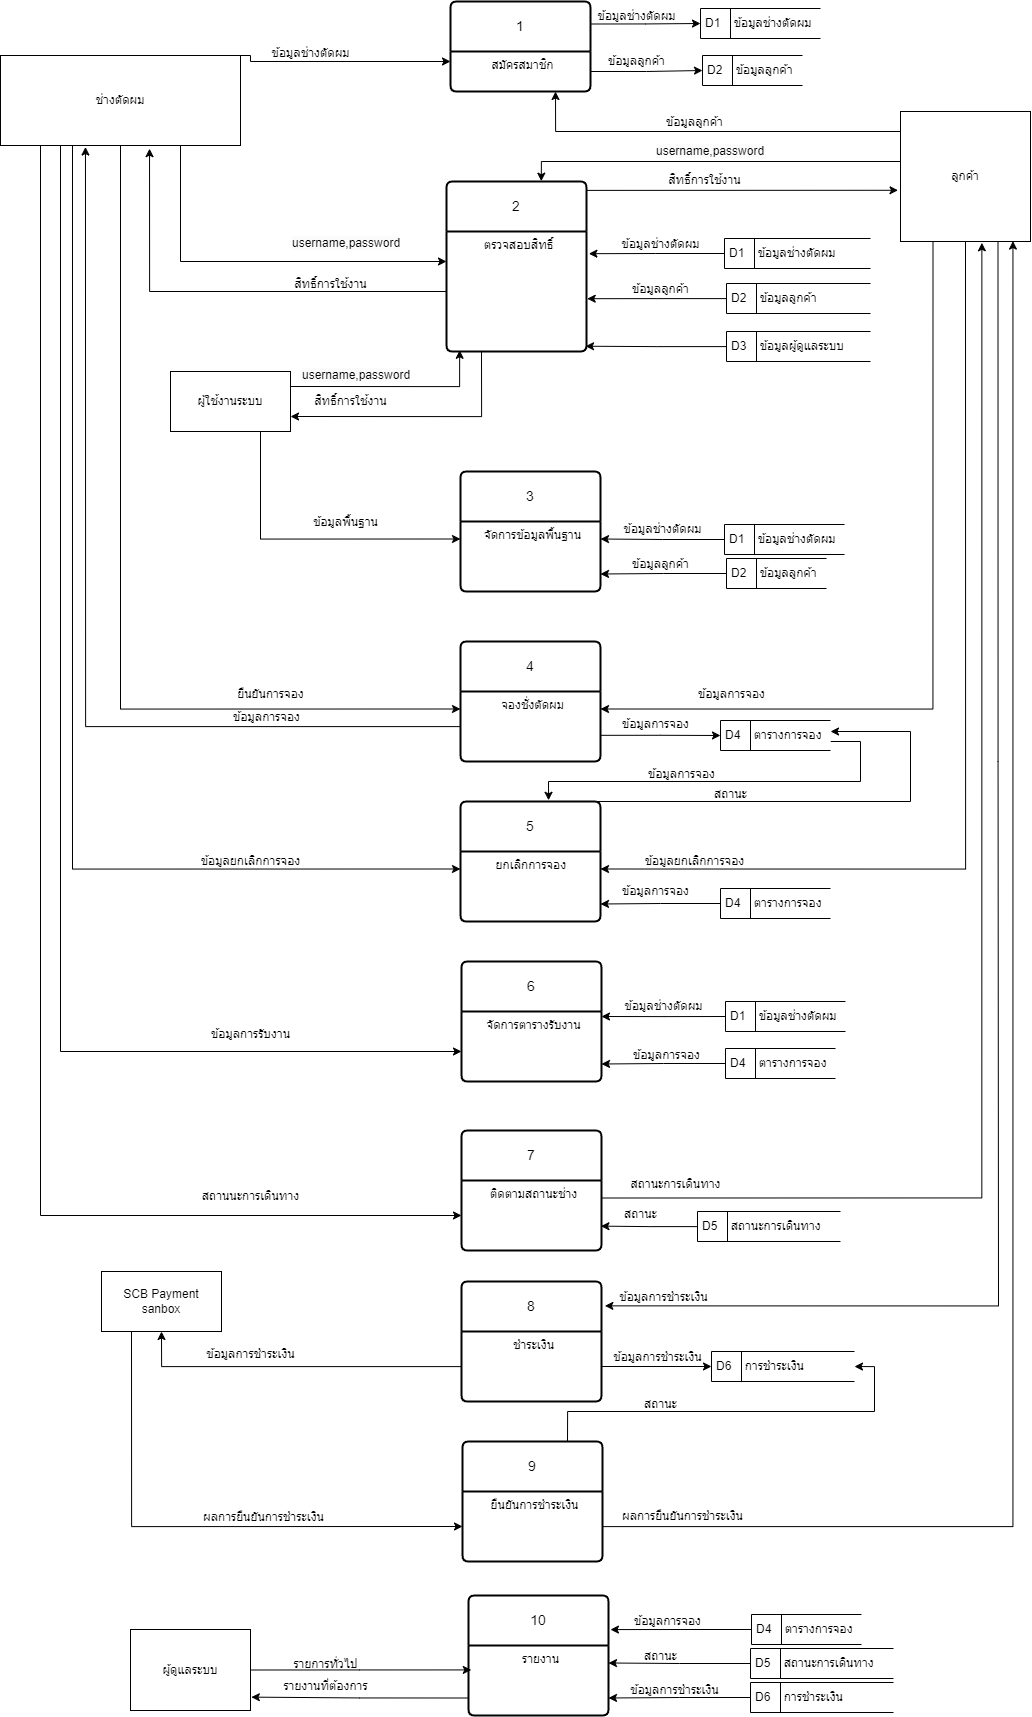 1
สมัครสมาชิก
ข้อมูลช่างตัดผม
D1 ข้อมูลช่างตัดผม
ข้อมูลลูกค้า
D2 ข้อมูลลูกค้า
ข้อมูลช่างตัดผม
ช่างตัดผม
ข้อมูลลูกค้า
username,password
สิทธิ์การใช้งาน
ลูกค้า
2
ตรวจสอบสิทธิ์
username,password
สิทธิ์การใช้งาน
ข้อมูลช่างตัดผม
D1 ข้อมูลช่างตัดผม
ข้อมูลลูกค้า
D2 ข้อมูลลูกค้า
D3 ข้อมูลผู้ดูแลระบบ
username,password
สิทธิ์การใช้งาน
ผู้ใช้งานระบบ
3
จัดการข้อมูลพื้นฐาน
ข้อมูลพื้นฐาน
ข้อมูลช่างตัดผม
D1 ข้อมูลช่างตัดผม
ข้อมูลลูกค้า
D2 ข้อมูลลูกค้า
4
จองชั่งตัดผม
ยืนยันการจอง
ข้อมูลการจอง
ข้อมูลการจอง
ข้อมูลการจอง
D4 ตารางการจอง
ข้อมูลการจอง
สถานะ
5
ยกเลิกการจอง
ข้อมูลยกเลิกการจอง
ข้อมูลยกเลิกการจอง
ข้อมูลการจอง
D4 ตารางการจอง
6
จัดการตารางรับงาน
ข้อมูลการรับงาน
ข้อมูลช่างตัดผม
D1 ข้อมูลช่างตัดผม
ข้อมูลการจอง
D4 ตารางการจอง
7
ติดตามสถานะช่าง
สถานนะการเดินทาง
สถานะการเดินทาง
สถานะ
D5 สถานะการเดินทาง
SCB Payment
sanbox
8
ชำระเงิน
ข้อมูลการชำระเงิน
ข้อมูลการชำระเงิน
ข้อมูลการชำระเงิน
D6 การชำระเงิน
สถานะ
9
ยืนยันการชำระเงิน
ผลการยืนยันการชำระเงิน
ผลการยืนยันการชำระเงิน
10
รายงาน
ผู้ดูแลระบบ
รายการทั่วไป
รายงานที่ต้องการ
ข้อมูลการจอง
D4 ตารางการจอง
สถานะ
D5 สถานะการเดินทาง
ข้อมูลการชำระเงิน
D6 การชำระเงิน